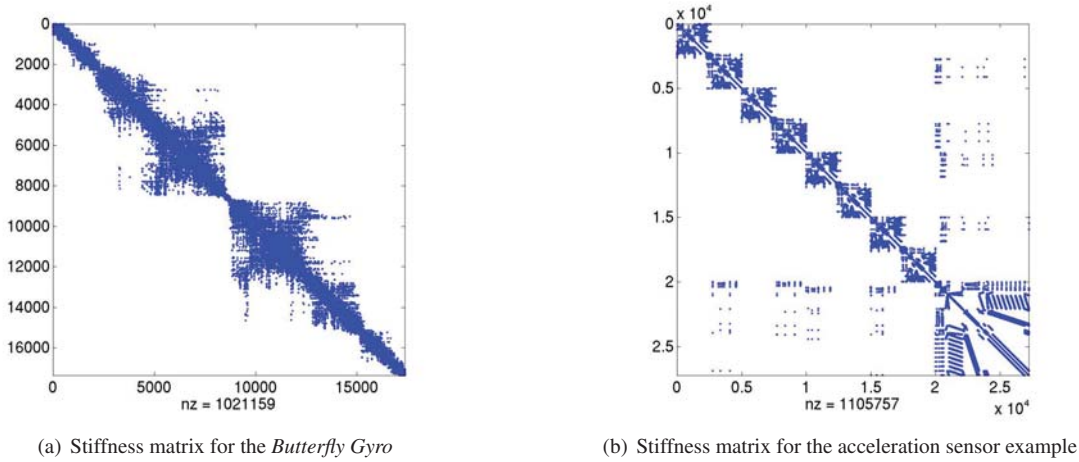 0
2000
4000
6000
8000
10000
12000
14000
16000
0 5000 10000 15000
nz = 1021159
(a) Stiffness matrix for the Butterfly Gyro
x 10^4
0
0.5
1
1.5
2
2.5
0 0.5 1 1.5 2 2.5
nz = 1105757
x 10^4
(b) Stiffness matrix for the acceleration sensor example